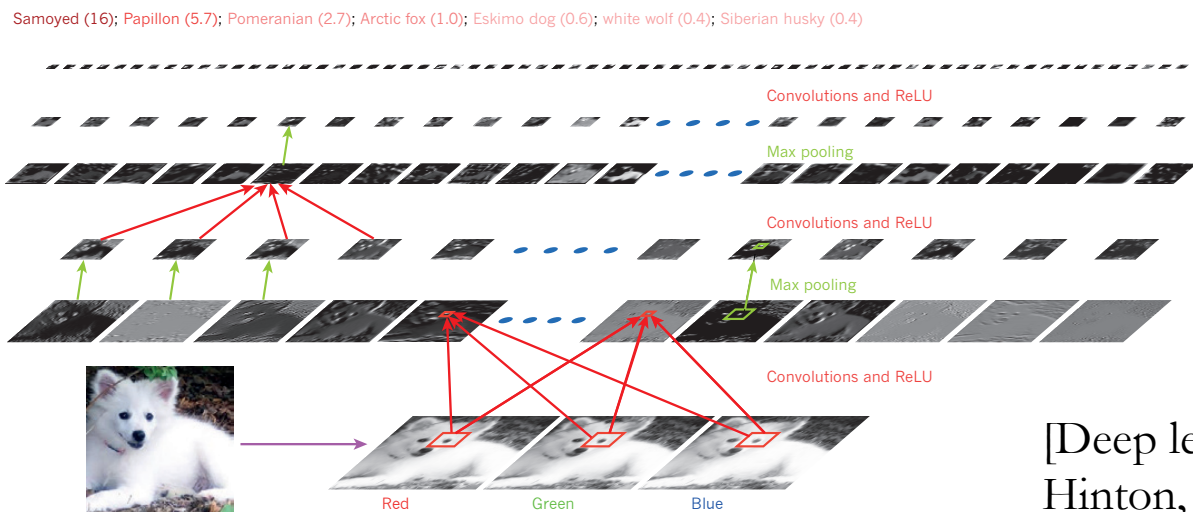 Samoyed (16); Papillon (5.7); Pomeranian (2.7); Arctic fox (1.0); Eskimo dog (0.6); white wolf (0.4); Siberian husky (0.4)
Convolutions and ReLU
Max pooling
Convolutions and ReLU
Max pooling
Convolutions and ReLU
[Deep le
Hinton,
Red Green Blue